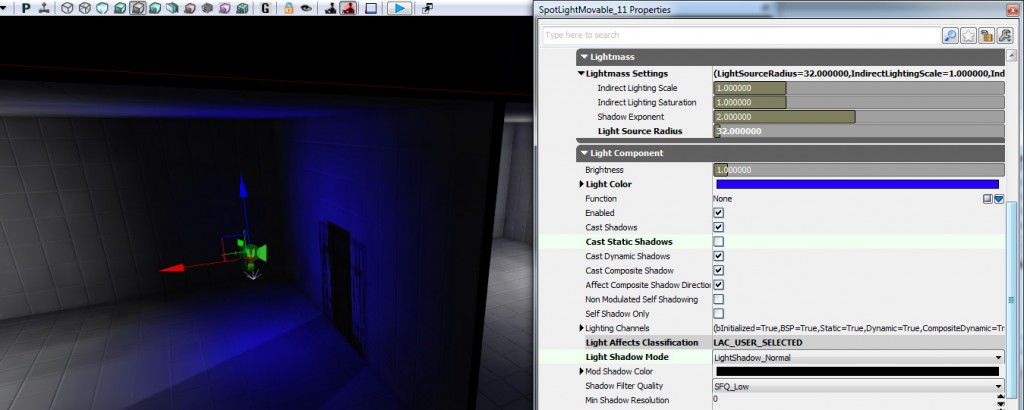 SpotLightMovable_11 Properties
P
G
Type here to search
Lightmass
Lightmass Settings (LightSourceRadius=32.000000,IndirectLightingScale=1.000000,Ind
Indirect Lighting Scale 1.000000
Indirect Lighting Saturation 1.000000
Shadow Exponent 2.000000
Light Source Radius 32.000000
Light Component
Brightness 1.000000
Light Color
Function None
Enabled
Cast Shadows
Cast Static Shadows
Cast Dynamic Shadows
Cast Composite Shadow
Affect Composite Shadow Direction
Non Modulated Self Shadowing
Self Shadow Only
Lighting Channels (bInitialized=True,BSP=True,Static=True,Dynamic=True,CompositeDynamic=Tr
Light Affects Classification LAC_USER_SELECTED
Light Shadow Mode LightShadow_Normal
Mod Shadow Color
Shadow Filter Quality SFQ_Low
Min Shadow Resolution 0